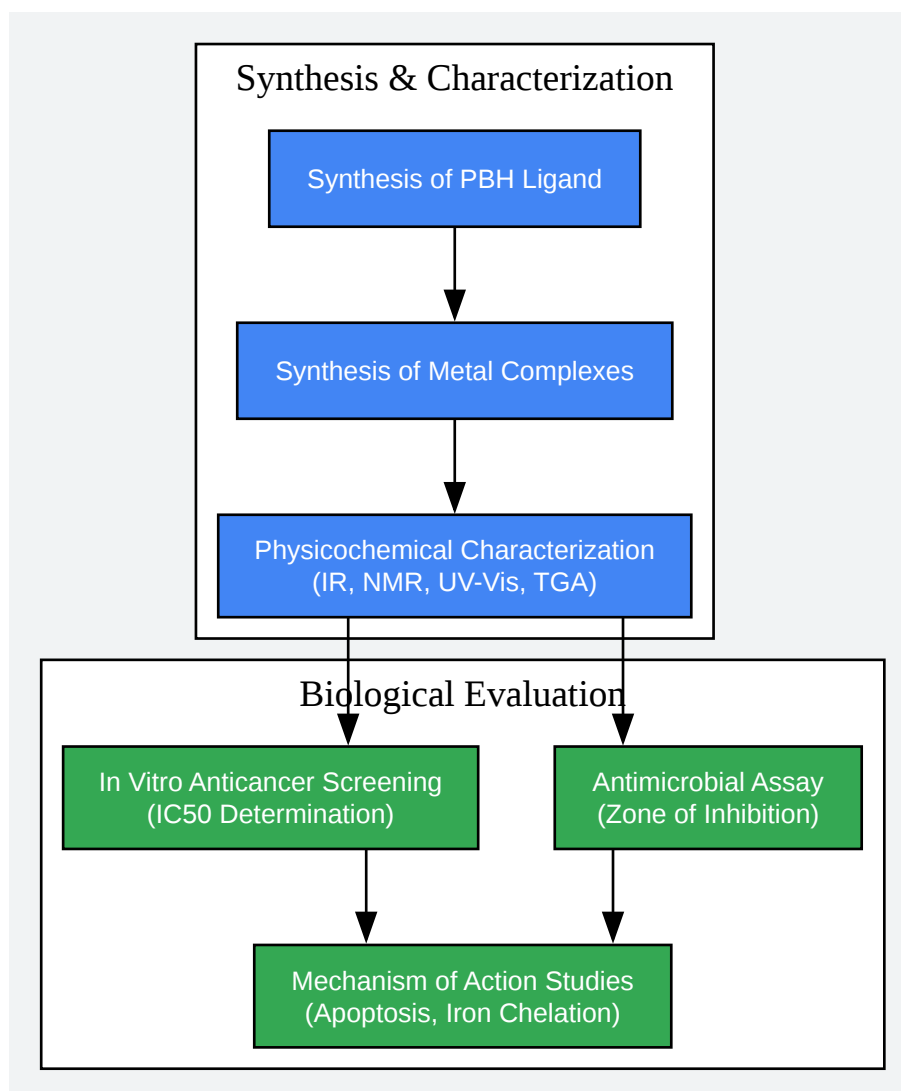 Synthesis & Characterization
Synthesis of PBH Ligand
Synthesis of Metal Complexes
Physicochemical Characterization
(IR, NMR, UV-Vis, TGA)
Biological Evaluation
In Vitro Anticancer Screening
(IC50 Determination)
Antimicrobial Assay
(Zone of Inhibition)
Mechanism of Action Studies
(Apoptosis, Iron Chelation)